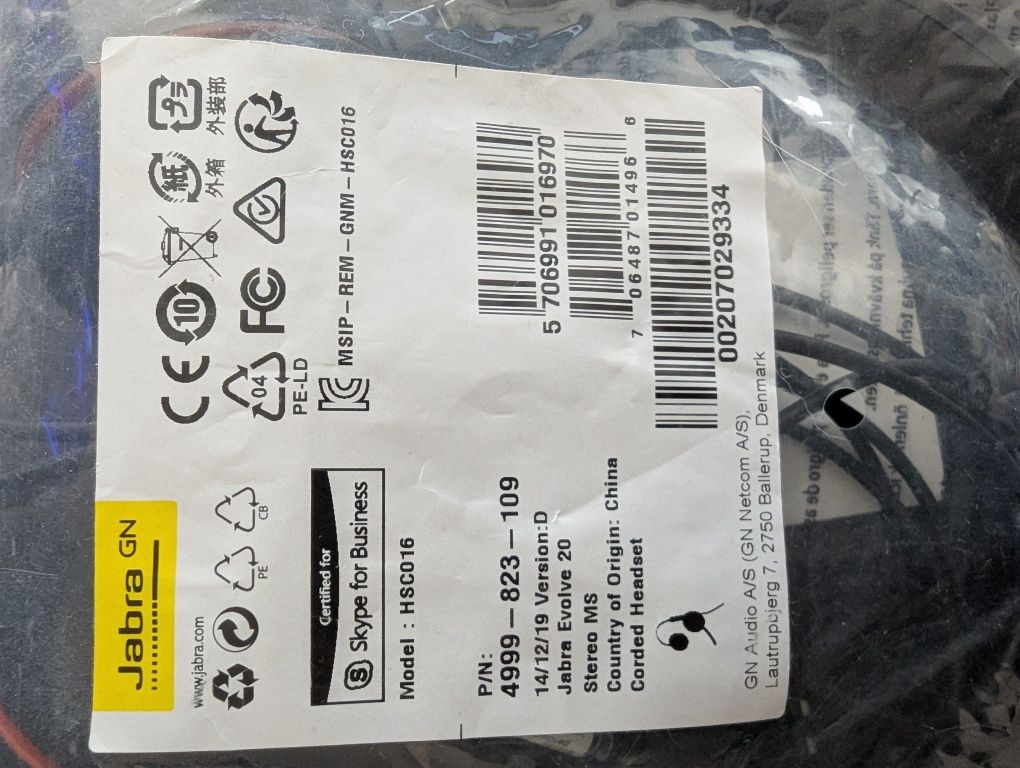 Jabra GN
www.jabra.com
PE
CB
Certified for
Skype for Business
Model : HSC016
P/N:
4999-823-109
14/12/19 Version:D
Jabra Evolve 20
Stereo MS
Country of Origin: China
Corded Headset
CE
10
紙
外箱
プラ
外装部
04
PE-LD
FC
MSIP-REM-GNM-HSC016
5 706991 016970
7 06487 01496 6
00207029334
GN Audio A/S (GN Netcom A/S),
Lautrupbjerg 7, 2750 Ballerup, Denmark